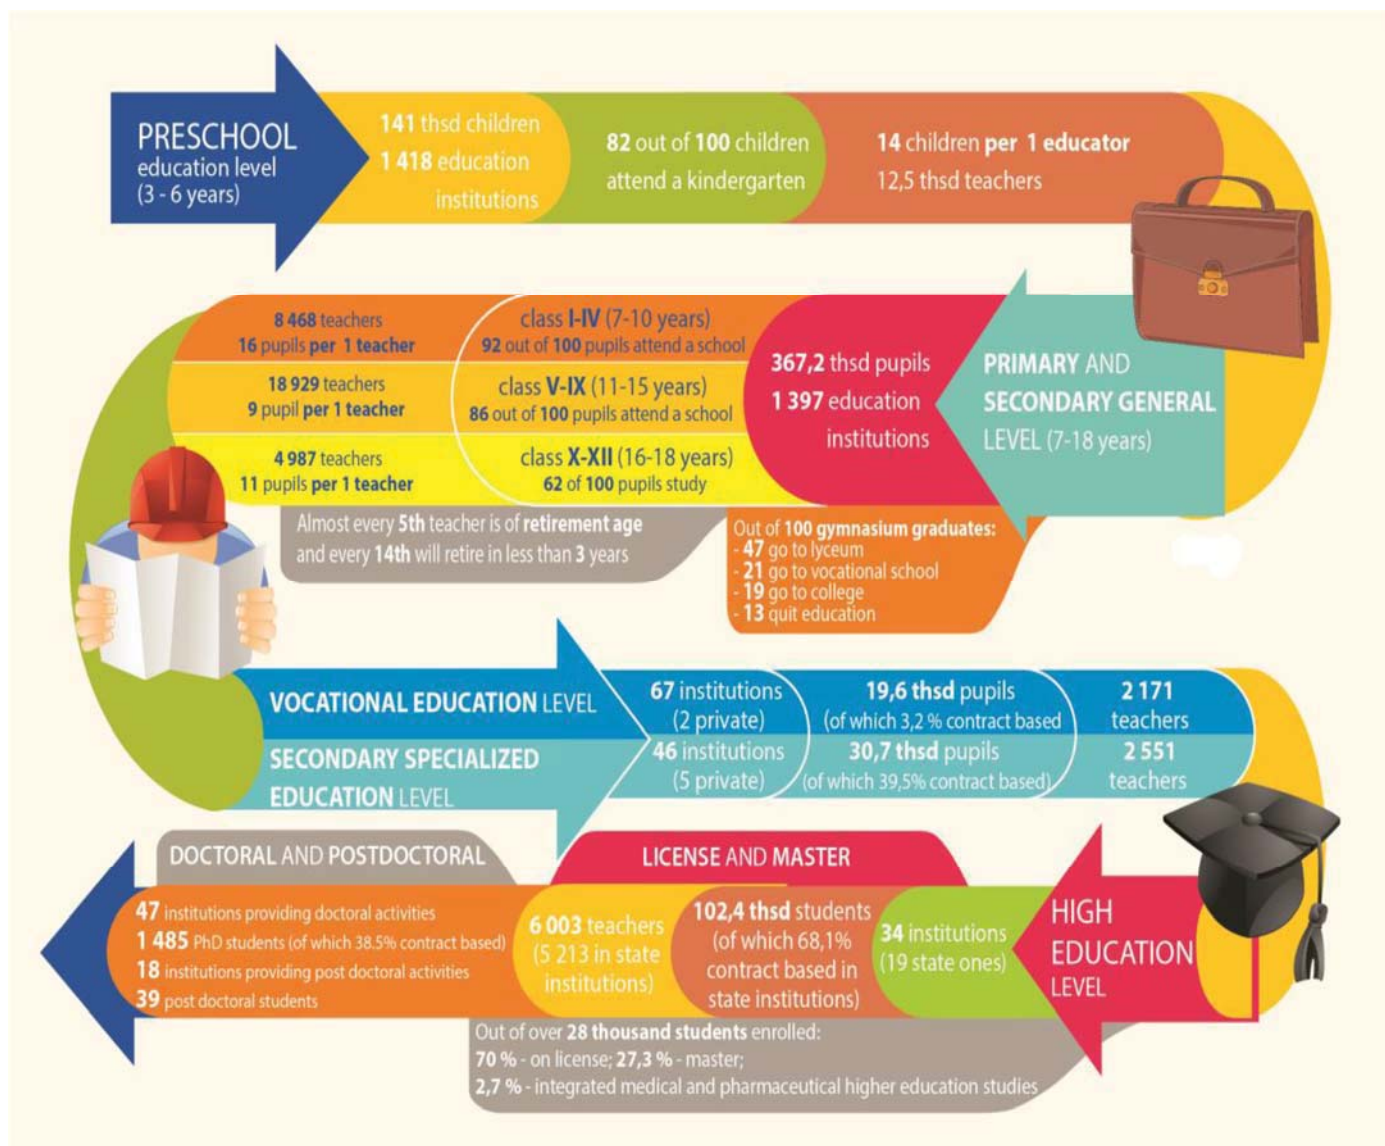 PRESCHOOL
education level
(3 - 6 years)
141 thsd children
1 418 education
institutions
82 out of 100 children
attend a kindergarten
14 children per 1 educator
12,5 thsd teachers
PRIMARY AND
SECONDARY GENERAL
LEVEL (7-18 years)
367,2 thsd pupils
1 397 education
institutions
class I-IV (7-10 years)
92 out of 100 pupils attend a school
8 468 teachers
16 pupils per 1 teacher
class V-IX (11-15 years)
86 out of 100 pupils attend a school
18 929 teachers
9 pupil per 1 teacher
class X-XII (16-18 years)
62 of 100 pupils study
4 987 teachers
11 pupils per 1 teacher
Almost every 5th teacher is of retirement age
and every 14th will retire in less than 3 years
Out of 100 gymnasium graduates:
- 47 go to lyceum
- 21 go to vocational school
- 19 go to college
- 13 quit education
VOCATIONAL EDUCATION LEVEL
67 institutions
(2 private)
19,6 thsd pupils
(of which 3,2 % contract based
2 171
teachers
SECONDARY SPECIALIZED
EDUCATION LEVEL
46 institutions
(5 private)
30,7 thsd pupils
(of which 39,5% contract based)
2 551
teachers
HIGH
EDUCATION
LEVEL
LICENSE AND MASTER
34 institutions
(19 state ones)
102,4 thsd students
(of which 68,1%
contract based in
state institutions)
6 003 teachers
(5 213 in state
institutions)
DOCTORAL AND POSTDOCTORAL
47 institutions providing doctoral activities
1 485 PhD students (of which 38.5% contract based)
18 institutions providing post doctoral activities
39 post doctoral students
Out of over 28 thousand students enrolled:
70 % - on license; 27,3 % - master;
2,7 % - integrated medical and pharmaceutical higher education studies